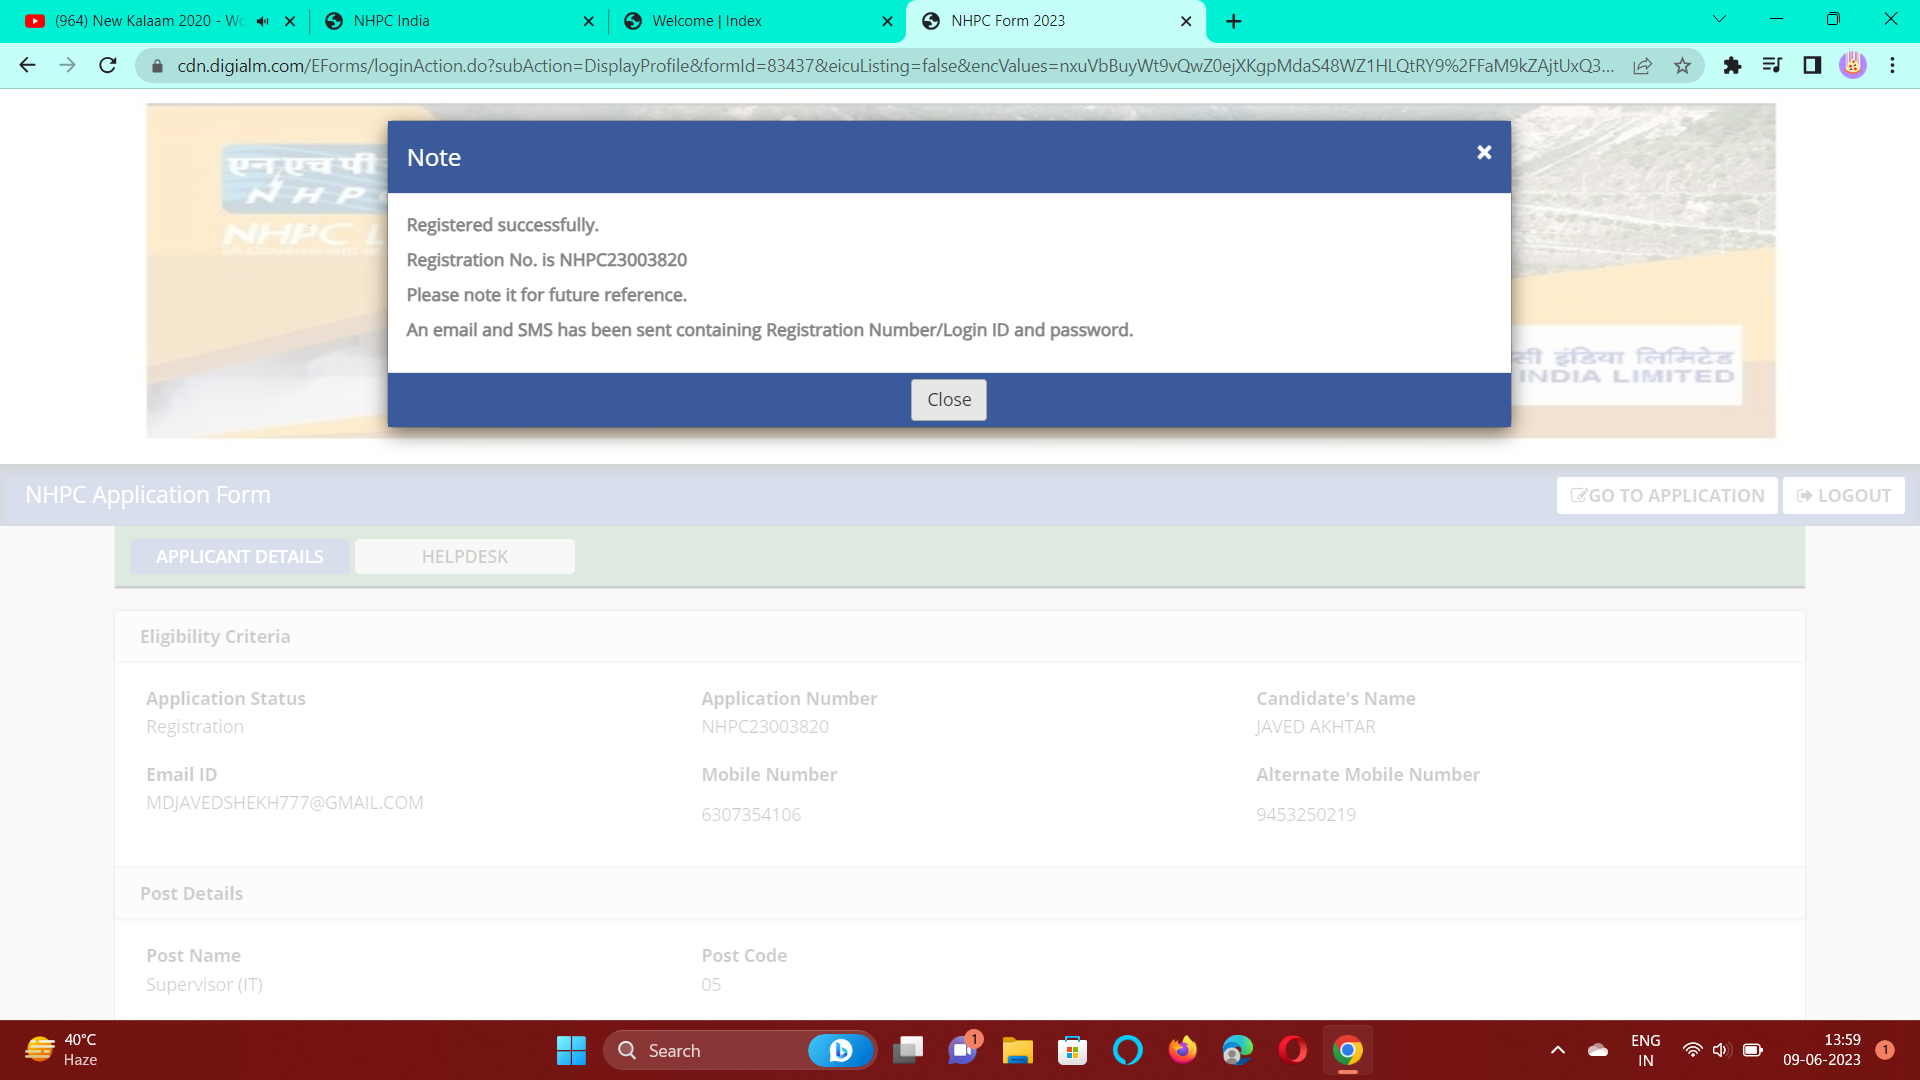 (964) New Kalaam 2020 - Wo
NHPC India
Welcome | Index
NHPC Form 2023
cdn.digialm.com/EForms/loginAction.do?subAction=DisplayProfile&formId=83437&eicuListing=false&encValues=nxuVbBuyWt9vQwZ0ejXKgpMdaS48WZ1HLQtRY9%2FFaM9kZAjtUxQ3...
एन एच पी
NHPC
NHPC L
Note
Registered successfully.
Registration No. is NHPC23003820
Please note it for future reference.
An email and SMS has been sent containing Registration Number/Login ID and password.
Close
सी इंडिया लिमिटेड
INDIA LIMITED
NHPC Application Form
GO TO APPLICATION
LOGOUT
APPLICANT DETAILS
HELPDESK
Eligibility Criteria
Application Status
Application Number
Candidate's Name
Registration
NHPC23003820
JAVED AKHTAR
Email ID
Mobile Number
Alternate Mobile Number
MDJAVEDSHEKH777@GMAIL.COM
6307354106
9453250219
Post Details
Post Name
Post Code
Supervisor (IT)
05
40°C
Haze
Search
1
ENG
IN
13:59
09-06-2023
1